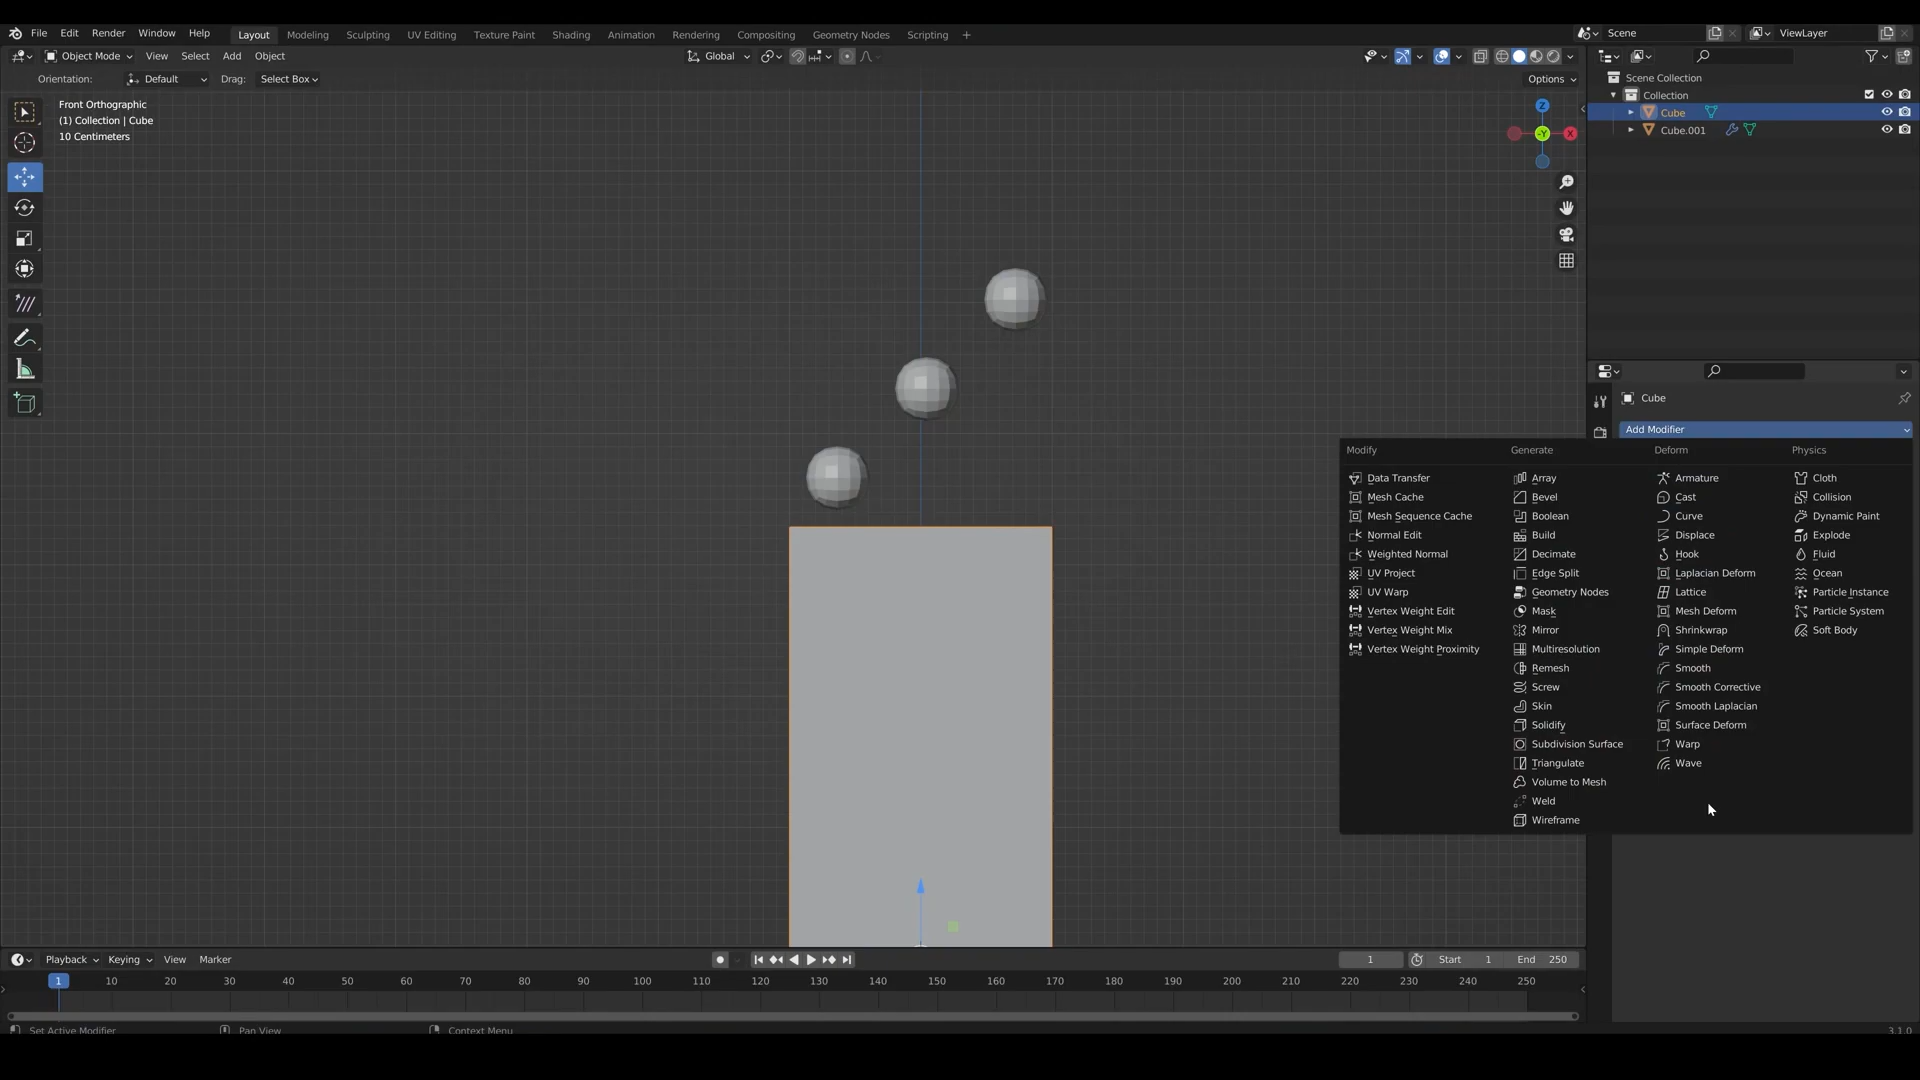 File Edit Render Window Help Layout Modeling Sculpting UV Editing Texture Paint Shading Animation Rendering Compositing Geometry Nodes Scripting + Scene ViewLayer
Object Mode View Select Add Object Global
Orientation: Default Drag: Select Box Options
Front Orthographic
(1) Collection | Cube
10 Centimeters
Z
-Y
X
Scene Collection
Collection
Cube
Cube.001
Cube
Add Modifier
Modify
Data Transfer
Mesh Cache
Mesh Sequence Cache
Normal Edit
Weighted Normal
UV Project
UV Warp
Vertex Weight Edit
Vertex Weight Mix
Vertex Weight Proximity
Generate
Array
Bevel
Boolean
Build
Decimate
Edge Split
Geometry Nodes
Mask
Mirror
Multiresolution
Remesh
Screw
Skin
Solidify
Subdivision Surface
Triangulate
Volume to Mesh
Weld
Wireframe
Deform
Armature
Cast
Curve
Displace
Hook
Laplacian Deform
Lattice
Mesh Deform
Shrinkwrap
Simple Deform
Smooth
Smooth Corrective
Smooth Laplacian
Surface Deform
Warp
Wave
Physics
Cloth
Collision
Dynamic Paint
Explode
Fluid
Ocean
Particle Instance
Particle System
Soft Body
Playback Keying View Marker 1 Start 1 End 250
1 10 20 30 40 50 60 70 80 90 100 110 120 130 140 150 160 170 180 190 200 210 220 230 240 250
Set Active Modifier Pan View Context Menu 3.1.0